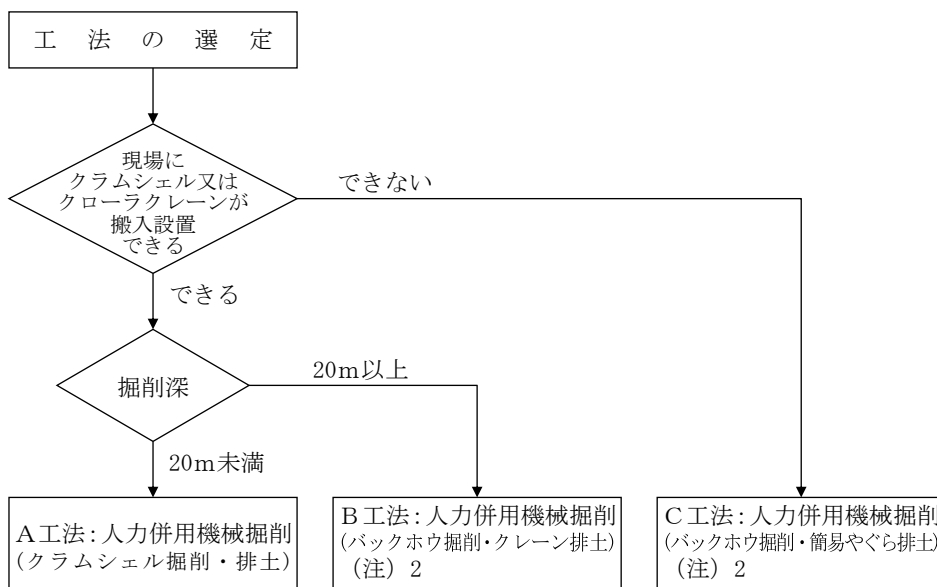 工法の選定
現場に
クラムシェル又は
クローラクレーンが
搬入設置
できる
できない
できる
掘削深
20m以上
20m未満
A工法：人力併用機械掘削
(クラムシェル掘削・排土)
B工法：人力併用機械掘削
(バックホウ掘削・クレーン排土)
(注) 2
C工法：人力併用機械掘削
(バックホウ掘削・簡易やぐら排土)
(注) 2